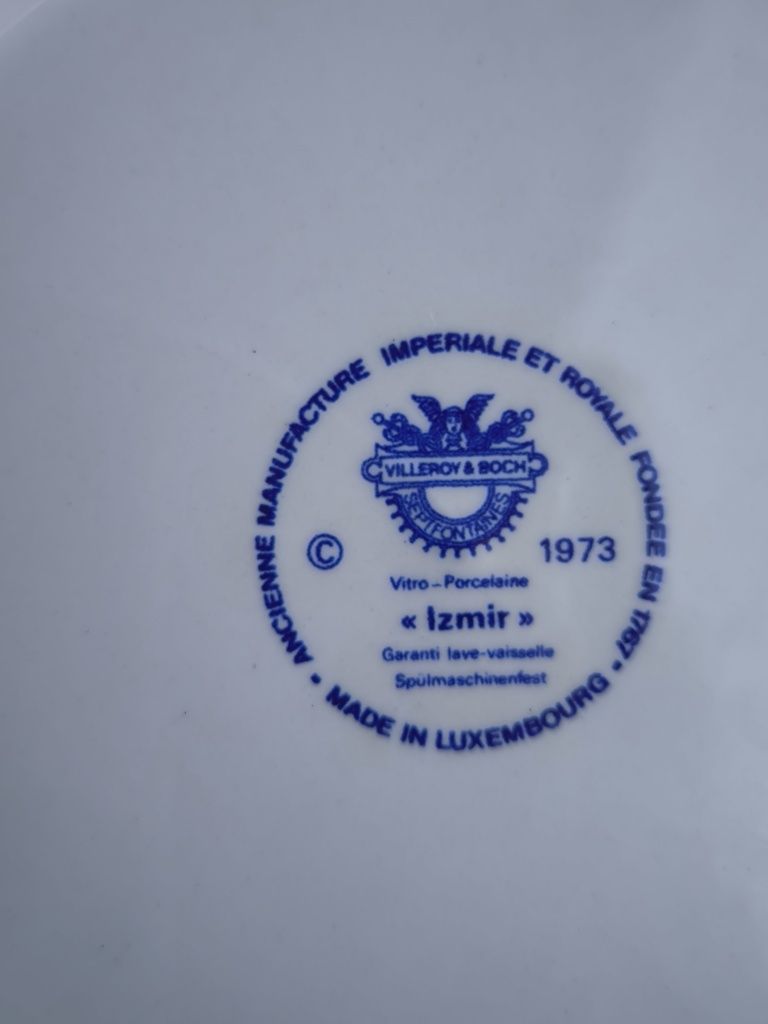 ANCIENNE MANUFACTURE IMPERIALE ET ROYALE FONDEE EN 1767 •
VILLEROY & BOCH
SEPTFONTAINES
© 1973
Vitro-Porcelaine
« Izmir »
Garanti lave-vaisselle
Spülmaschinenfest
• MADE IN LUXEMBOURG